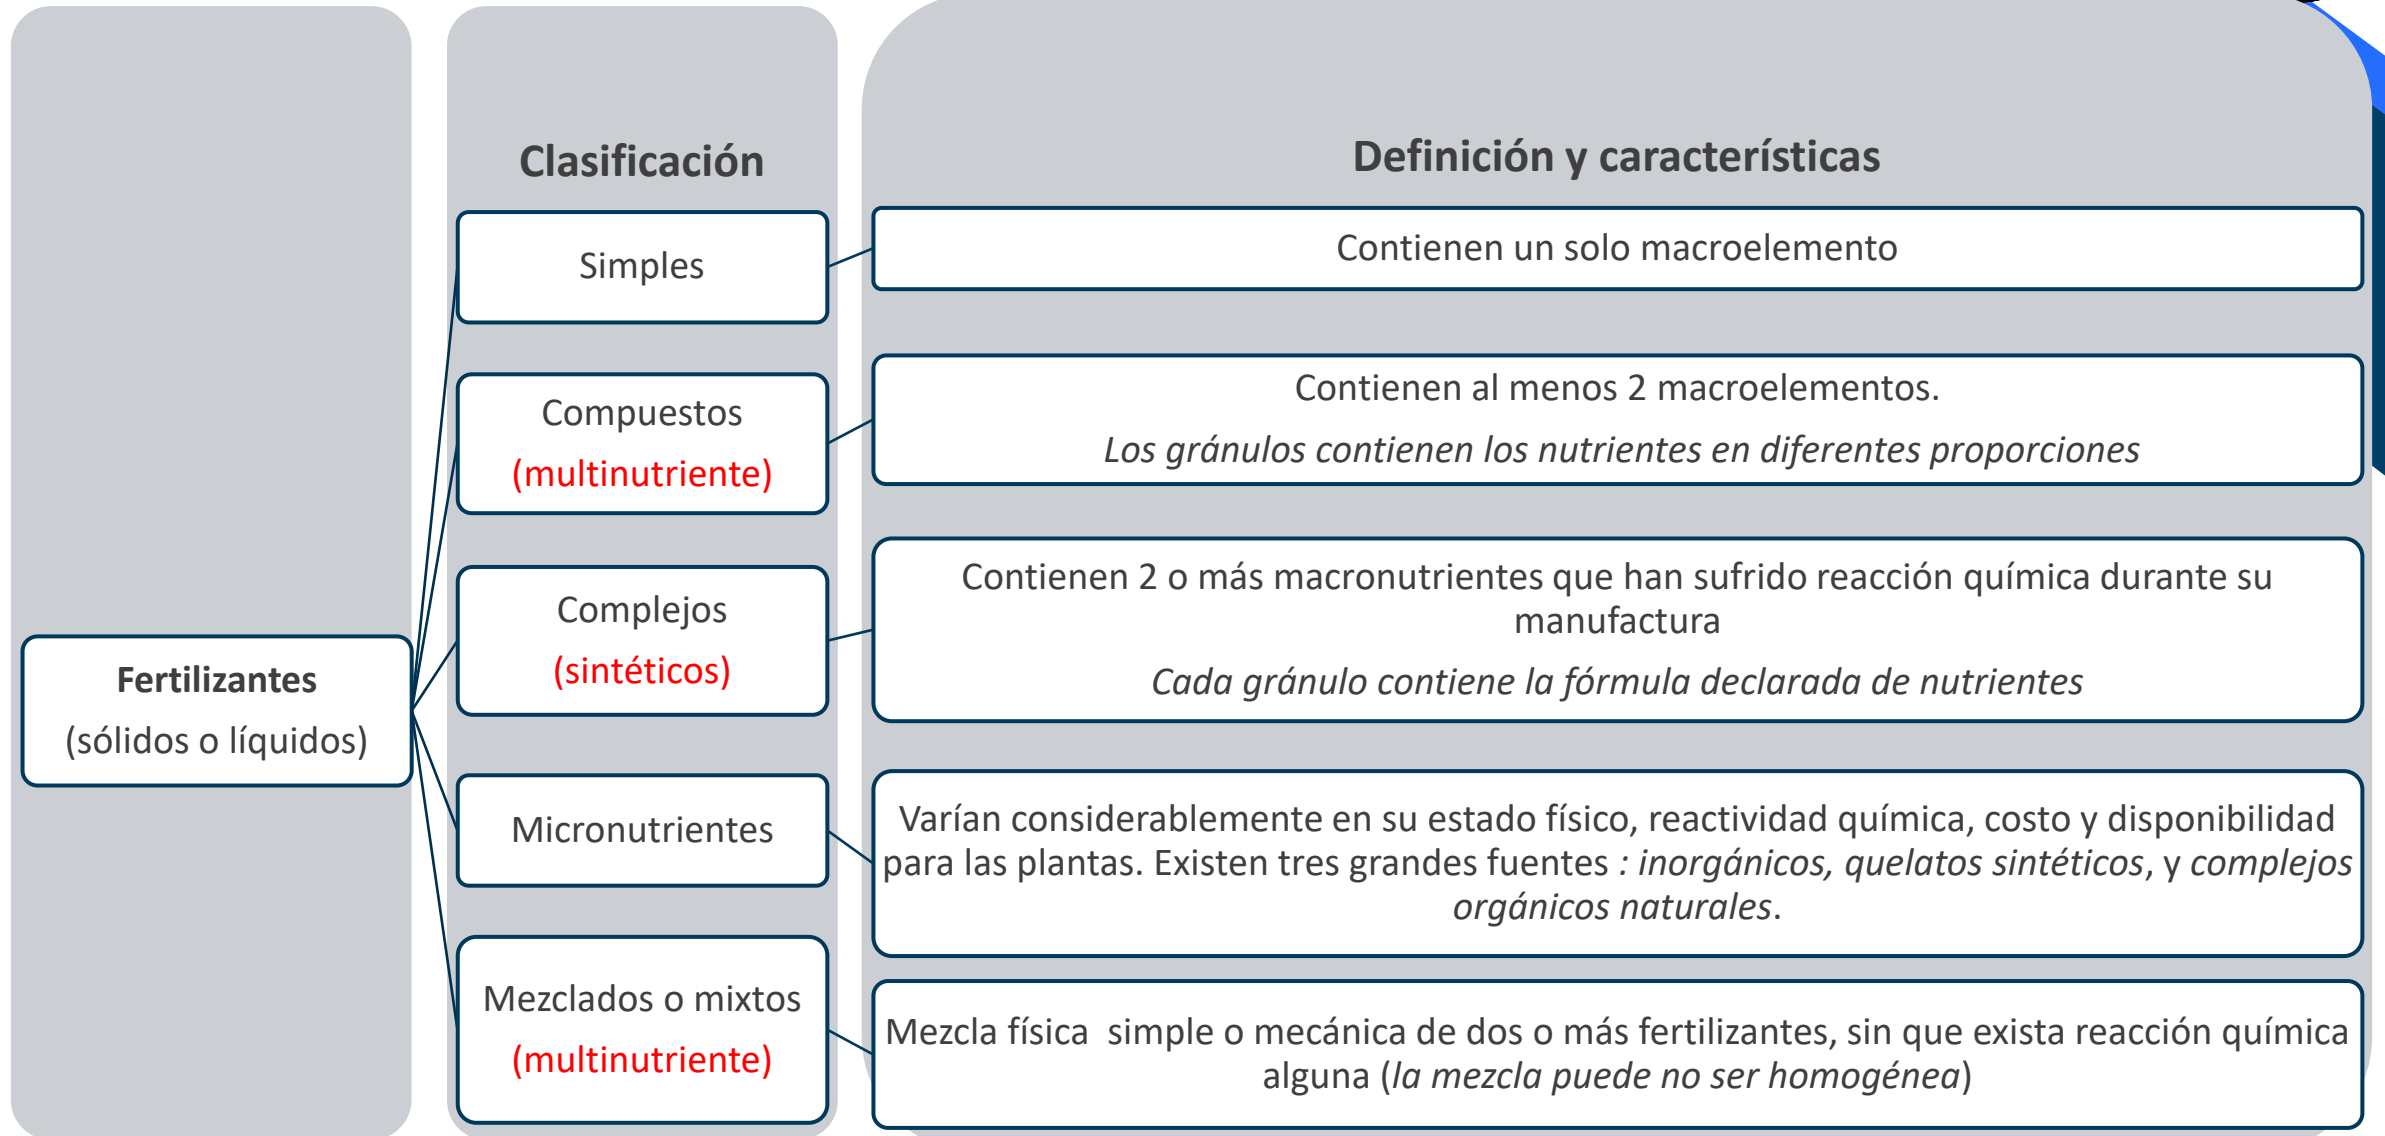 Clasificación
Definición y características
Fertilizantes
(sólidos o líquidos)
Simples
Contienen un solo macroelemento
Compuestos
(multinutriente)
Contienen al menos 2 macroelementos.
Los gránulos contienen los nutrientes en diferentes proporciones
Complejos
(sintéticos)
Contienen 2 o más macronutrientes que han sufrido reacción química durante su
manufactura
Cada gránulo contiene la fórmula declarada de nutrientes
Micronutrientes
Varían considerablemente en su estado físico, reactividad química, costo y disponibilidad
para las plantas. Existen tres grandes fuentes : inorgánicos, quelatos sintéticos, y complejos
orgánicos naturales.
Mezclados o mixtos
(multinutriente)
Mezcla física  simple o mecánica de dos o más fertilizantes, sin que exista reacción química
alguna (la mezcla puede no ser homogénea)